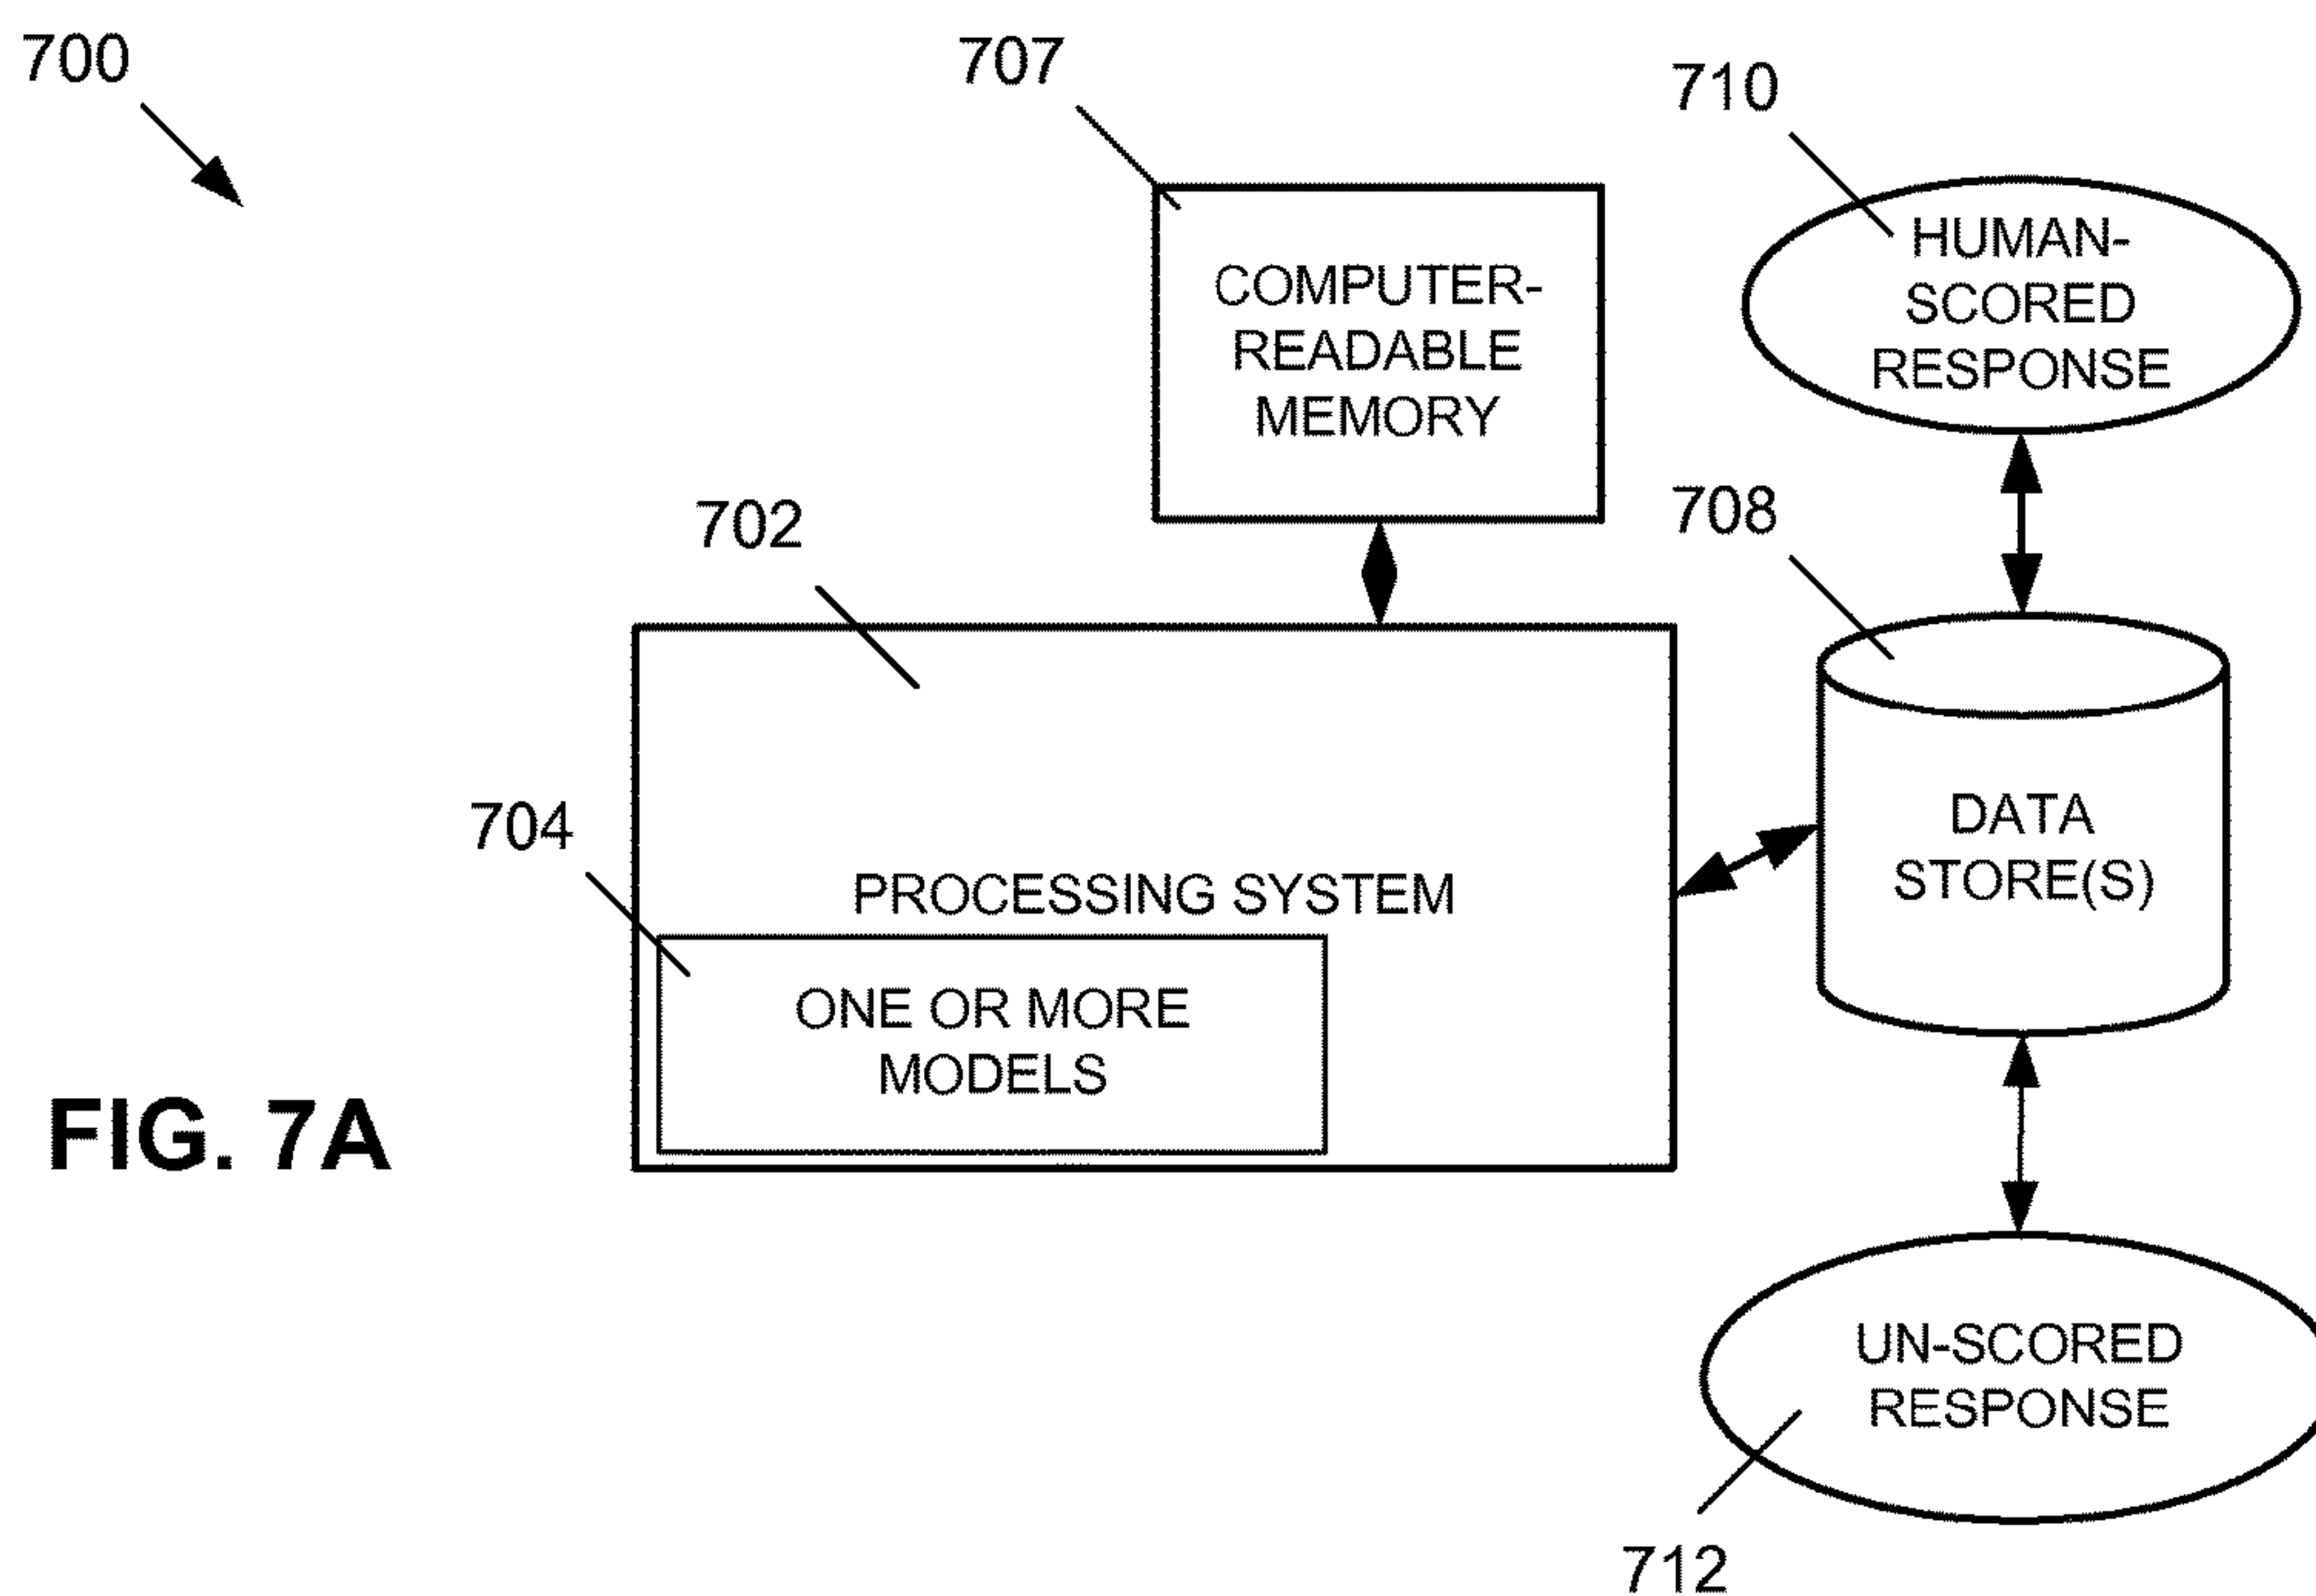 700
707
710
COMPUTER-
READABLE
MEMORY
HUMAN-
SCORED
RESPONSE
702
708
704
PROCESSING SYSTEM
ONE OR MORE
MODELS
DATA
STORE(S)
FIG. 7A
UN-SCORED
RESPONSE
712